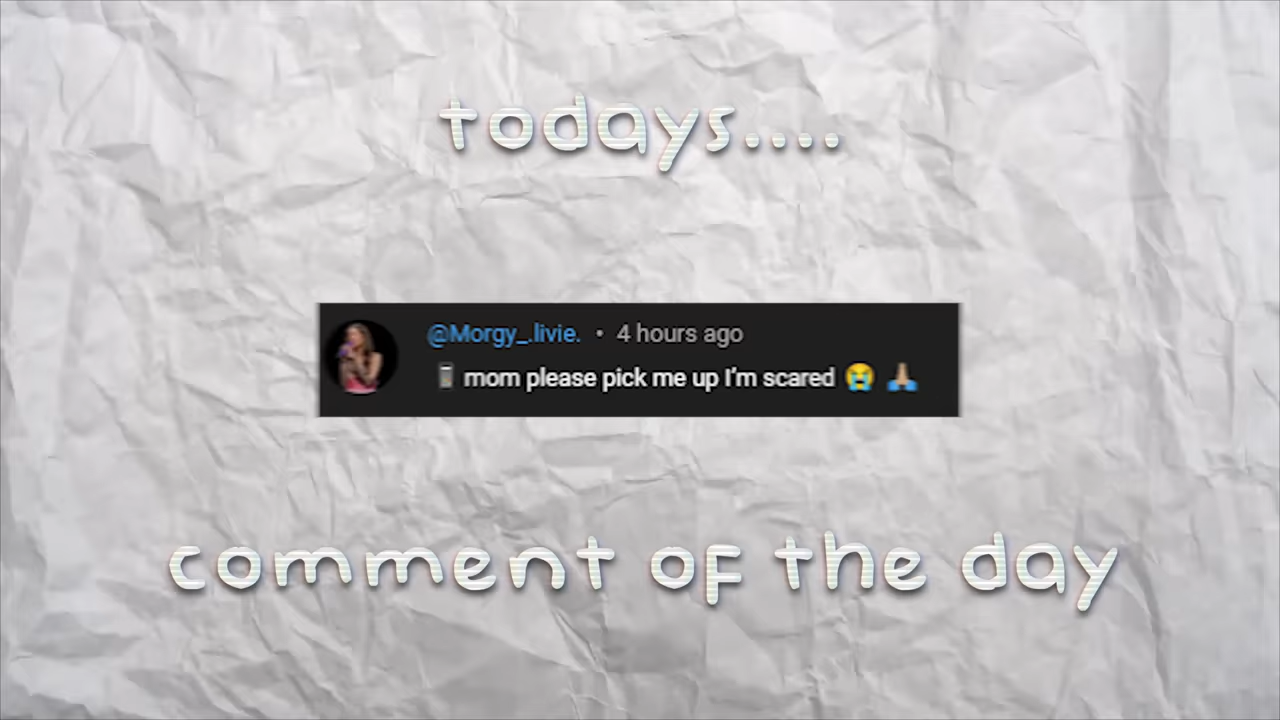 todays....
@Morgy_.livie. • 4 hours ago
📱 mom please pick me up I'm scared 😭 🙏🏼
comment of the day